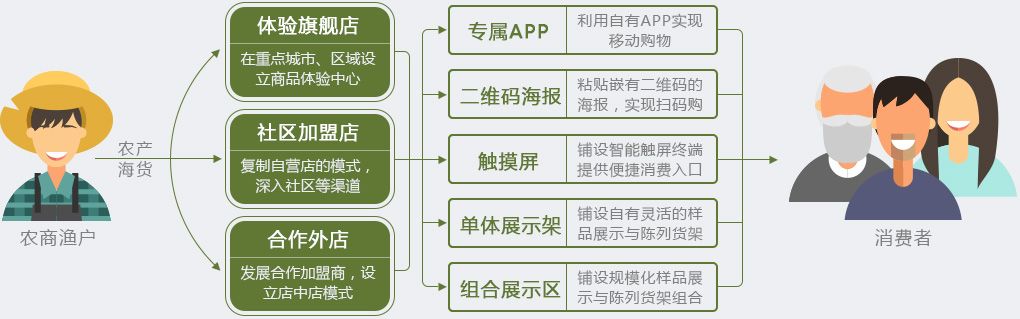 农产
海货
农商渔户
体验旗舰店
在重点城市、区域设
立商品体验中心
社区加盟店
复制自营店的模式，
深入社区等渠道
合作外店
发展合作加盟商，设
立店中店模式
专属APP
利用自有APP实现
移动购物
二维码海报
粘贴嵌有二维码的
海报，实现扫码购
触摸屏
铺设智能触屏终端
提供便捷消费入口
单体展示架
铺设自有灵活的样
品展示与陈列货架
组合展示区
铺设规模化样品展
示与陈列货架组合
消费者